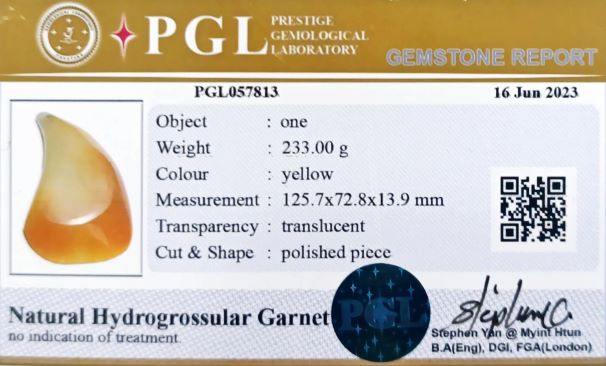 PGL PRESTIGE
GEMOLOGICAL
LABORATORY
GEMSTONE REPORT
PGL057813
16 Jun 2023
Object : one
Weight : 233.00 g
Colour : yellow
Measurement : 125.7x72.8x13.9 mm
Transparency : translucent
Cut & Shape : polished piece
Natural Hydrogrossular Garnet
no indication of treatment.
PGL
Stephen Yan @ Myint Htun
B.A(Eng), DGI, FGA(London)